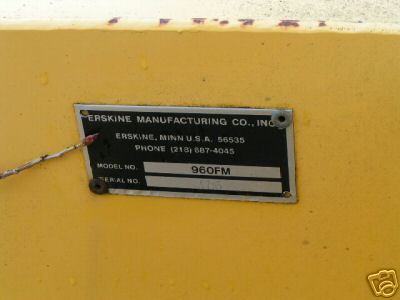 ERSKINE MANUFACTURING CO., INC.
ERSKINE, MINN U.S.A. 56535
PHONE (218) 687-4045
MODEL NO. 960FM
SERIAL NO.